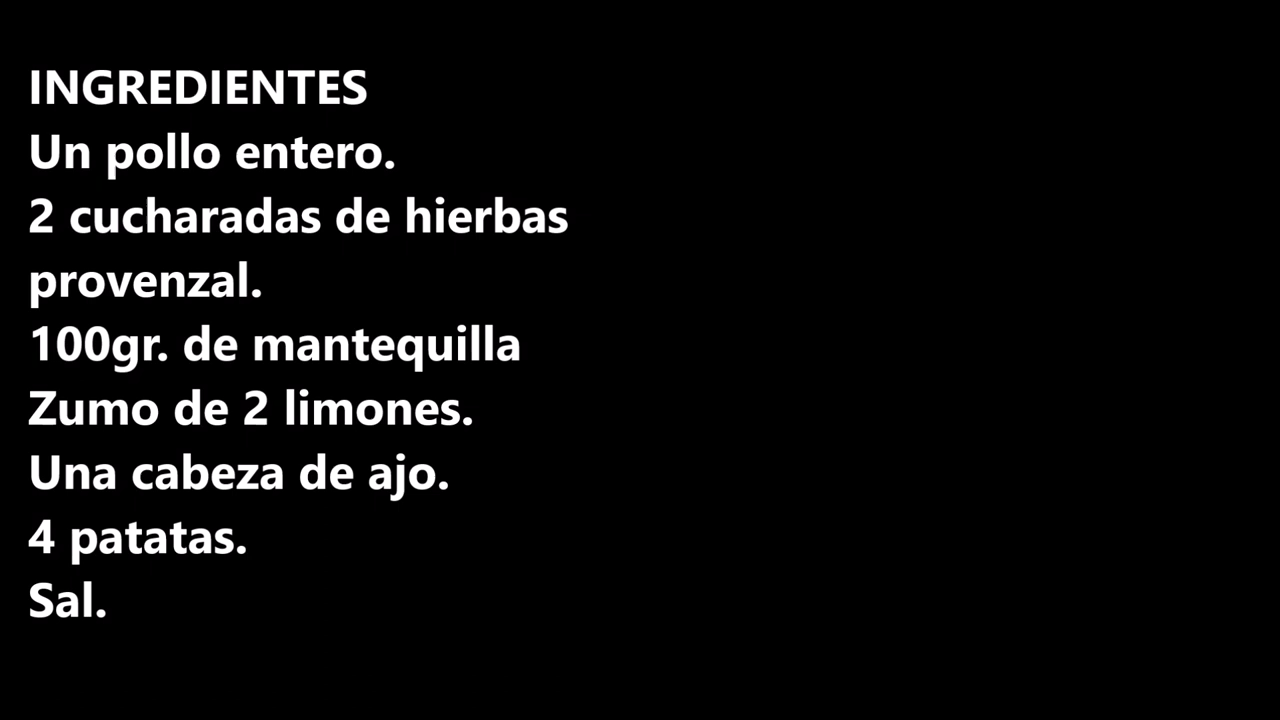 INGREDIENTES
Un pollo entero.
2 cucharadas de hierbas
provenzal.
100gr. de mantequilla
Zumo de 2 limones.
Una cabeza de ajo.
4 patatas.
Sal.